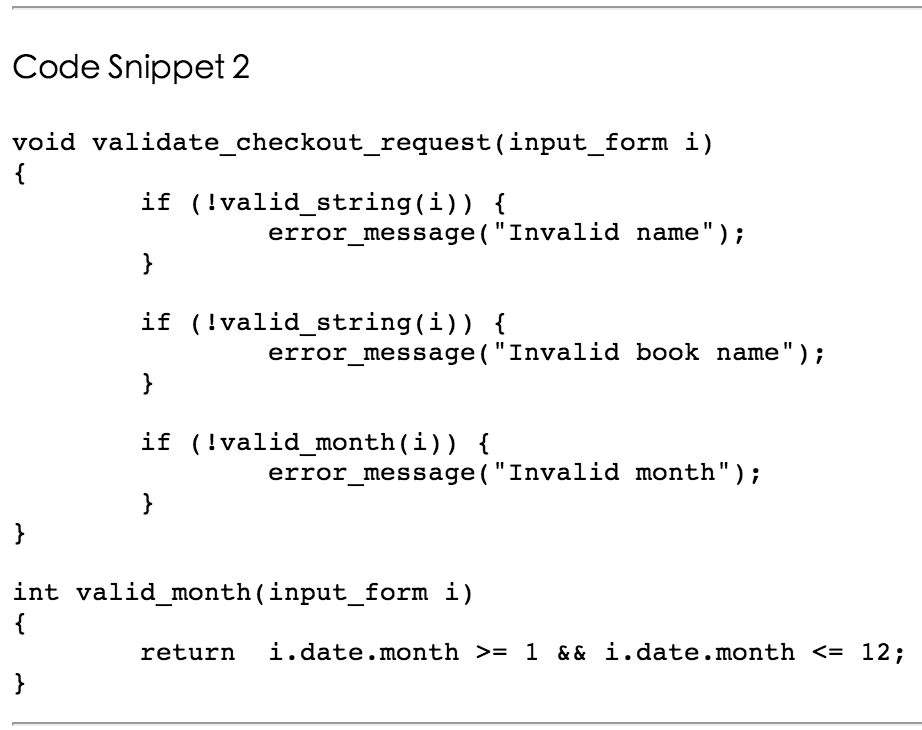 Code Snippet 2
void validate_checkout_request(input_form i)
{
        if (!valid_string(i)) {
                error_message("Invalid name");
        }
        if (!valid_string(i)) {
                error_message("Invalid book name");
        }
        if (!valid_month(i)) {
                error_message("Invalid month");
        }
}
int valid_month(input_form i)
{
        return  i.date.month >= 1 && i.date.month <= 12;
}